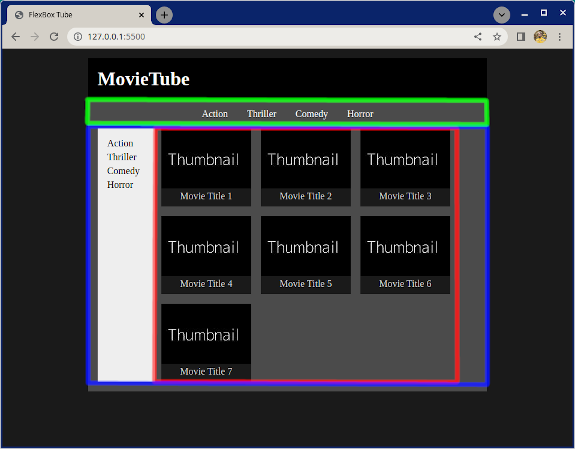 FlexBox Tube
127.0.0.1:5500
MovieTube
Action Thriller Comedy Horror
Action
Thriller
Comedy
Horror
Thumbnail Thumbnail Thumbnail
Movie Title 1 Movie Title 2 Movie Title 3
Thumbnail Thumbnail Thumbnail
Movie Title 4 Movie Title 5 Movie Title 6
Thumbnail
Movie Title 7